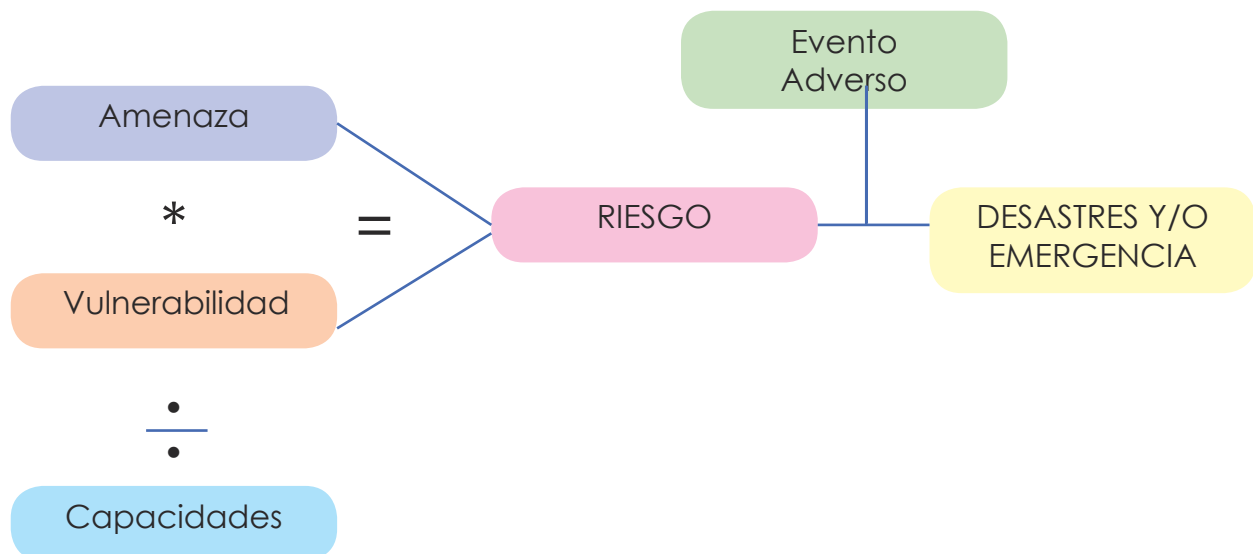 Evento
Adverso
Amenaza
*
=
RIESGO
DESASTRES Y/O
EMERGENCIA
Vulnerabilidad
÷
Capacidades